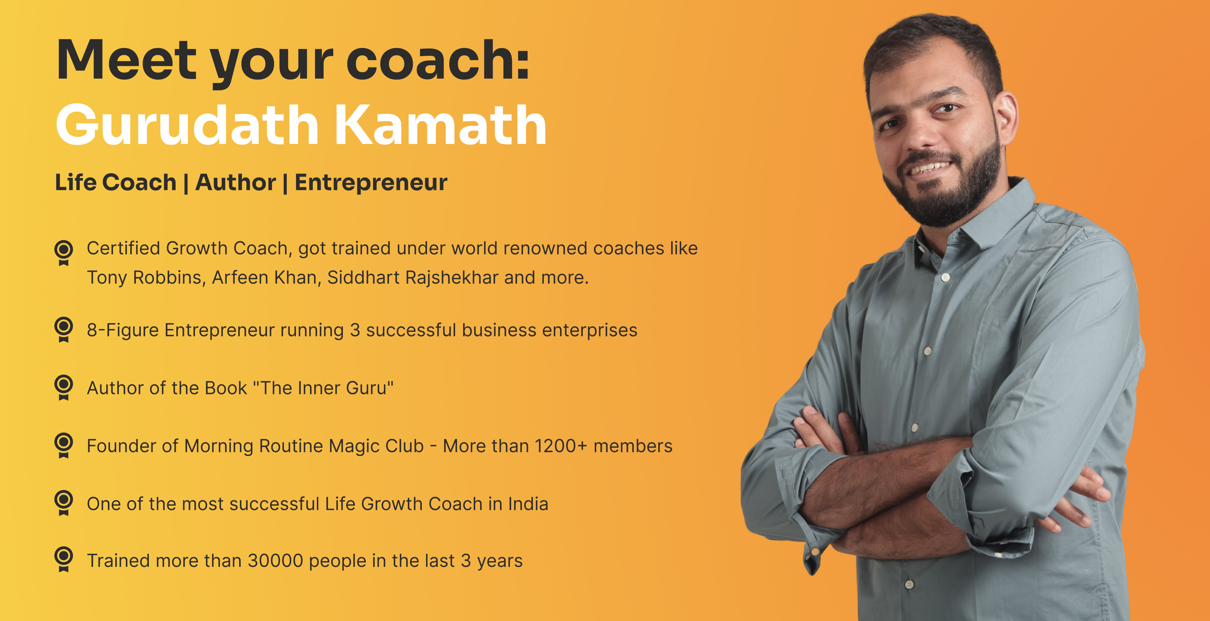 Meet your coach:
Gurudath Kamath
Life Coach | Author | Entrepreneur
Certified Growth Coach, got trained under world renowned coaches like
Tony Robbins, Arfeen Khan, Siddhart Rajshekhar and more.
8-Figure Entrepreneur running 3 successful business enterprises
Author of the Book "The Inner Guru"
Founder of Morning Routine Magic Club - More than 1200+ members
One of the most successful Life Growth Coach in India
Trained more than 30000 people in the last 3 years